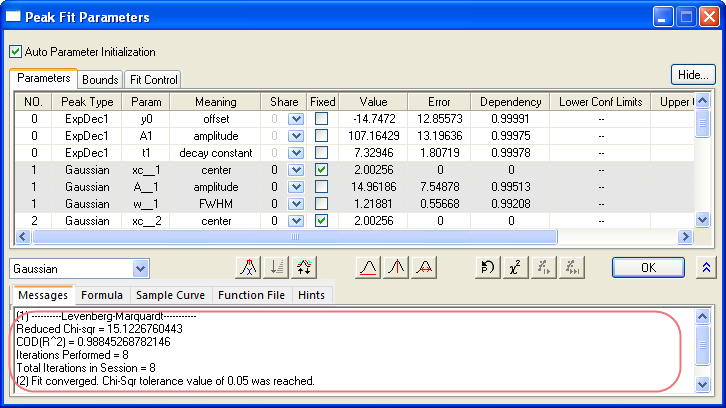 Peak Fit Parameters
Auto Parameter Initialization
Parameters Bounds Fit Control Hide...
NO. Peak Type Param Meaning Share Fixed Value Error Dependency Lower Conf Limits Upper
0 ExpDec1 y0 offset 0 -14.7472 12.85573 0.99991 --
0 ExpDec1 A1 amplitude 0 107.16429 13.19636 0.99975 --
0 ExpDec1 t1 decay constant 0 7.32946 1.80719 0.99978 --
1 Gaussian xc__1 center 0 2.00256 0 0 --
1 Gaussian A__1 amplitude 0 14.96186 7.54878 0.99513 --
1 Gaussian w__1 FWHM 0 1.21881 0.55668 0.99208 --
2 Gaussian xc__2 center 0 2.00256 0 0 --
Gaussian OK
Messages Formula Sample Curve Function File Hints
(1) ----------Levenberg-Marquardt-----------
Reduced Chi-sqr = 15.1226760443
COD(R^2) = 0.98845268782146
Iterations Performed = 8
Total Iterations in Session = 8
(2) Fit converged. Chi-Sqr tolerance value of 0.05 was reached.